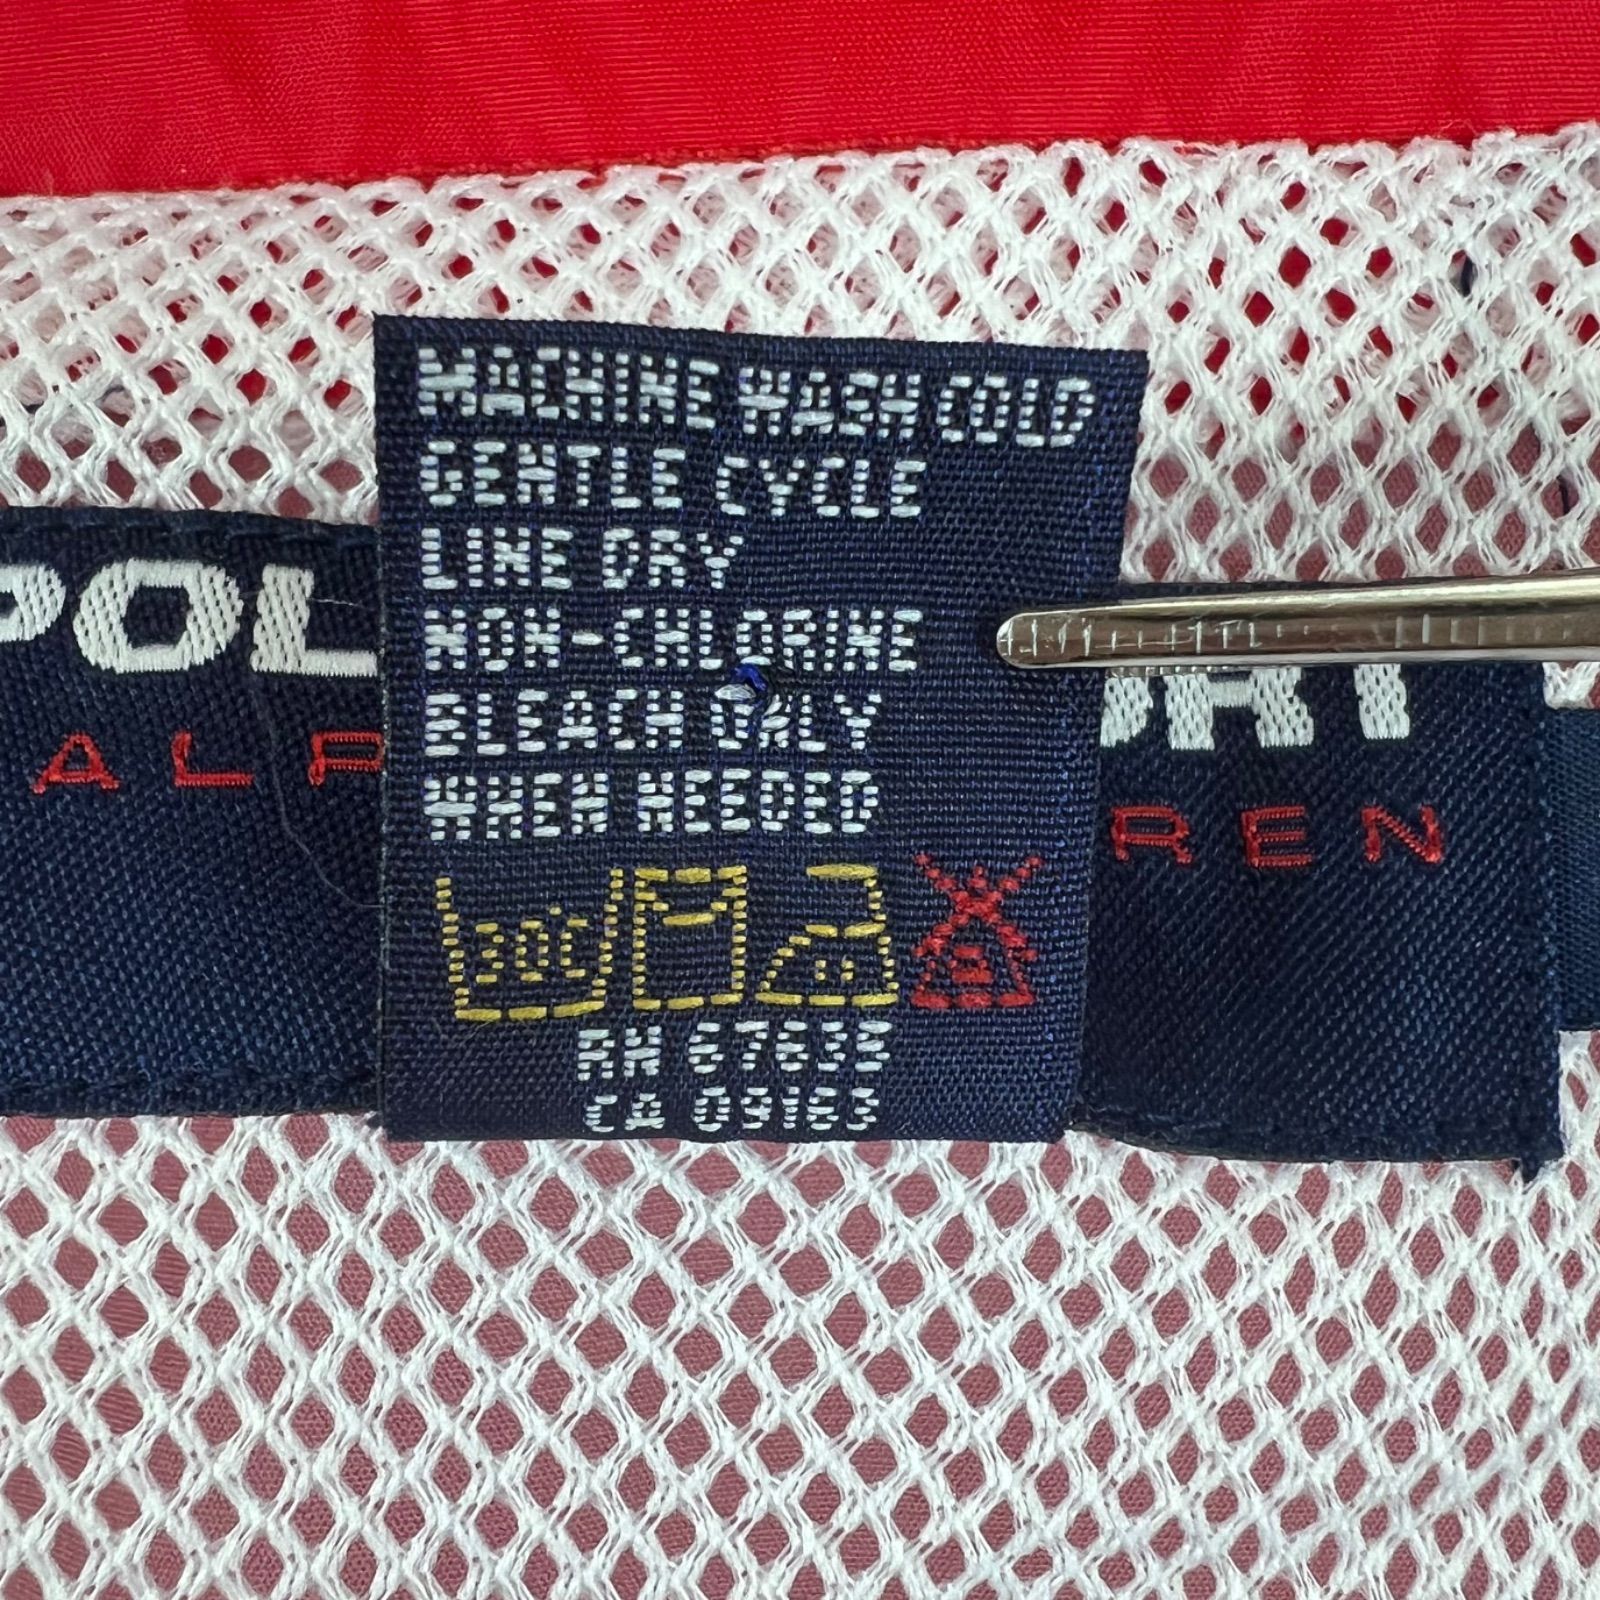 MACHINE WASH COLD
GENTLE CYCLE
LINE DRY
NON-CHLORINE
BLEACH ONLY
WHEN NEEDED
30°C
RN 67635
CA 09163
POL
ALP
REN